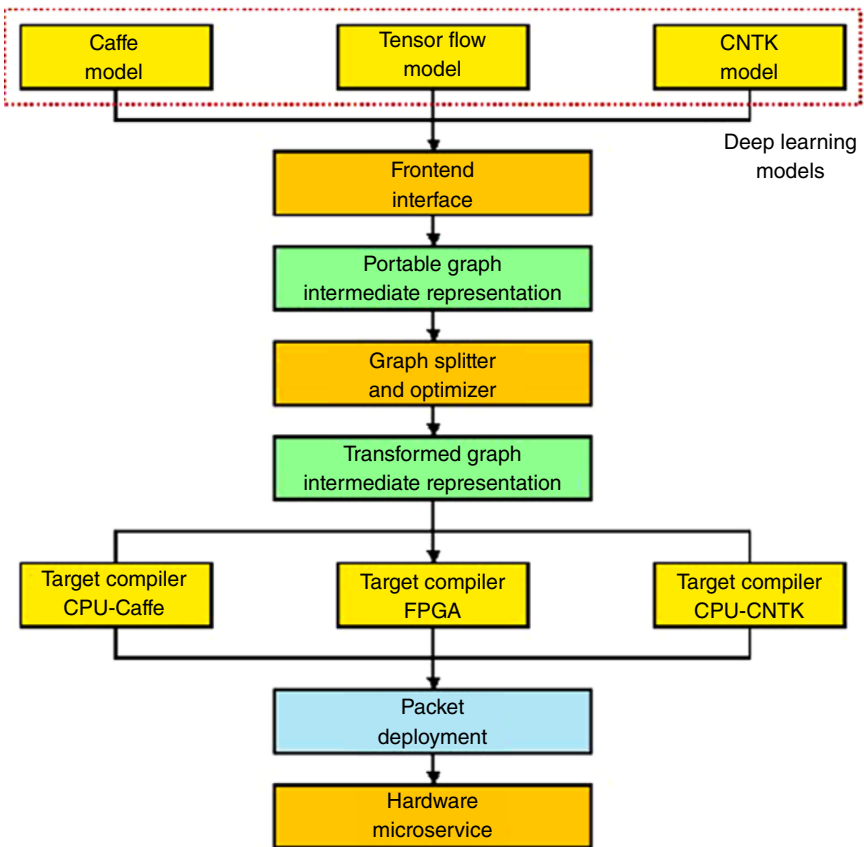 Caffe
model
Tensor flow
model
CNTK
model
Deep learning
models
Frontend
interface
Portable graph
intermediate representation
Graph splitter
and optimizer
Transformed graph
intermediate representation
Target compiler
CPU-Caffe
Target compiler
FPGA
Target compiler
CPU-CNTK
Packet
deployment
Hardware
microservice